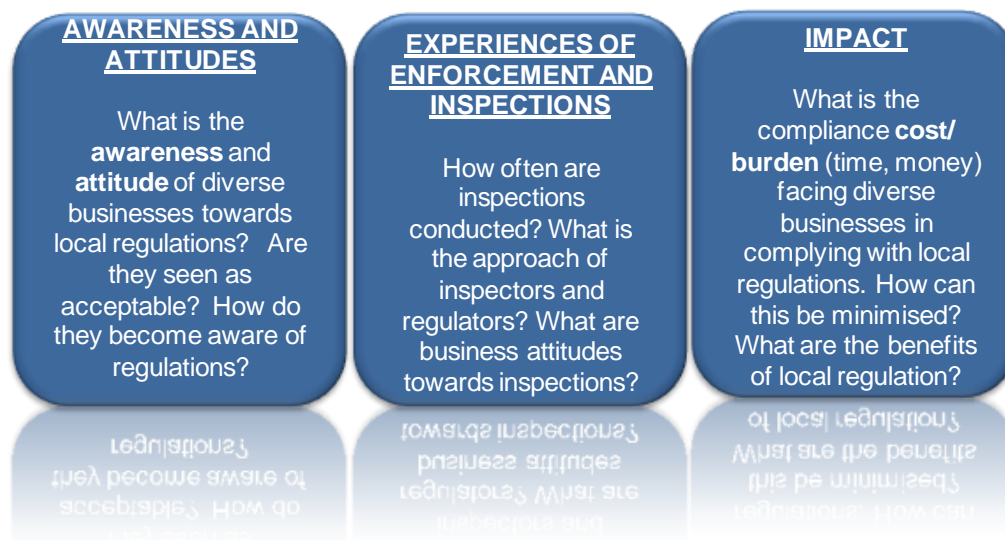 AWARENESS AND
ATTITUDES
What is the
awareness and
attitude of diverse
businesses towards
local regulations? Are
they seen as
acceptable? How do
they become aware of
regulations?
EXPERIENCES OF
ENFORCEMENT AND
INSPECTIONS
How often are
inspections
conducted? What is
the approach of
inspectors and
regulators? What are
business attitudes
towards inspections?
IMPACT
What is the
compliance cost/
burden (time, money)
facing diverse
businesses in
complying with local
regulations. How can
this be minimised?
What are the benefits
of local regulation?